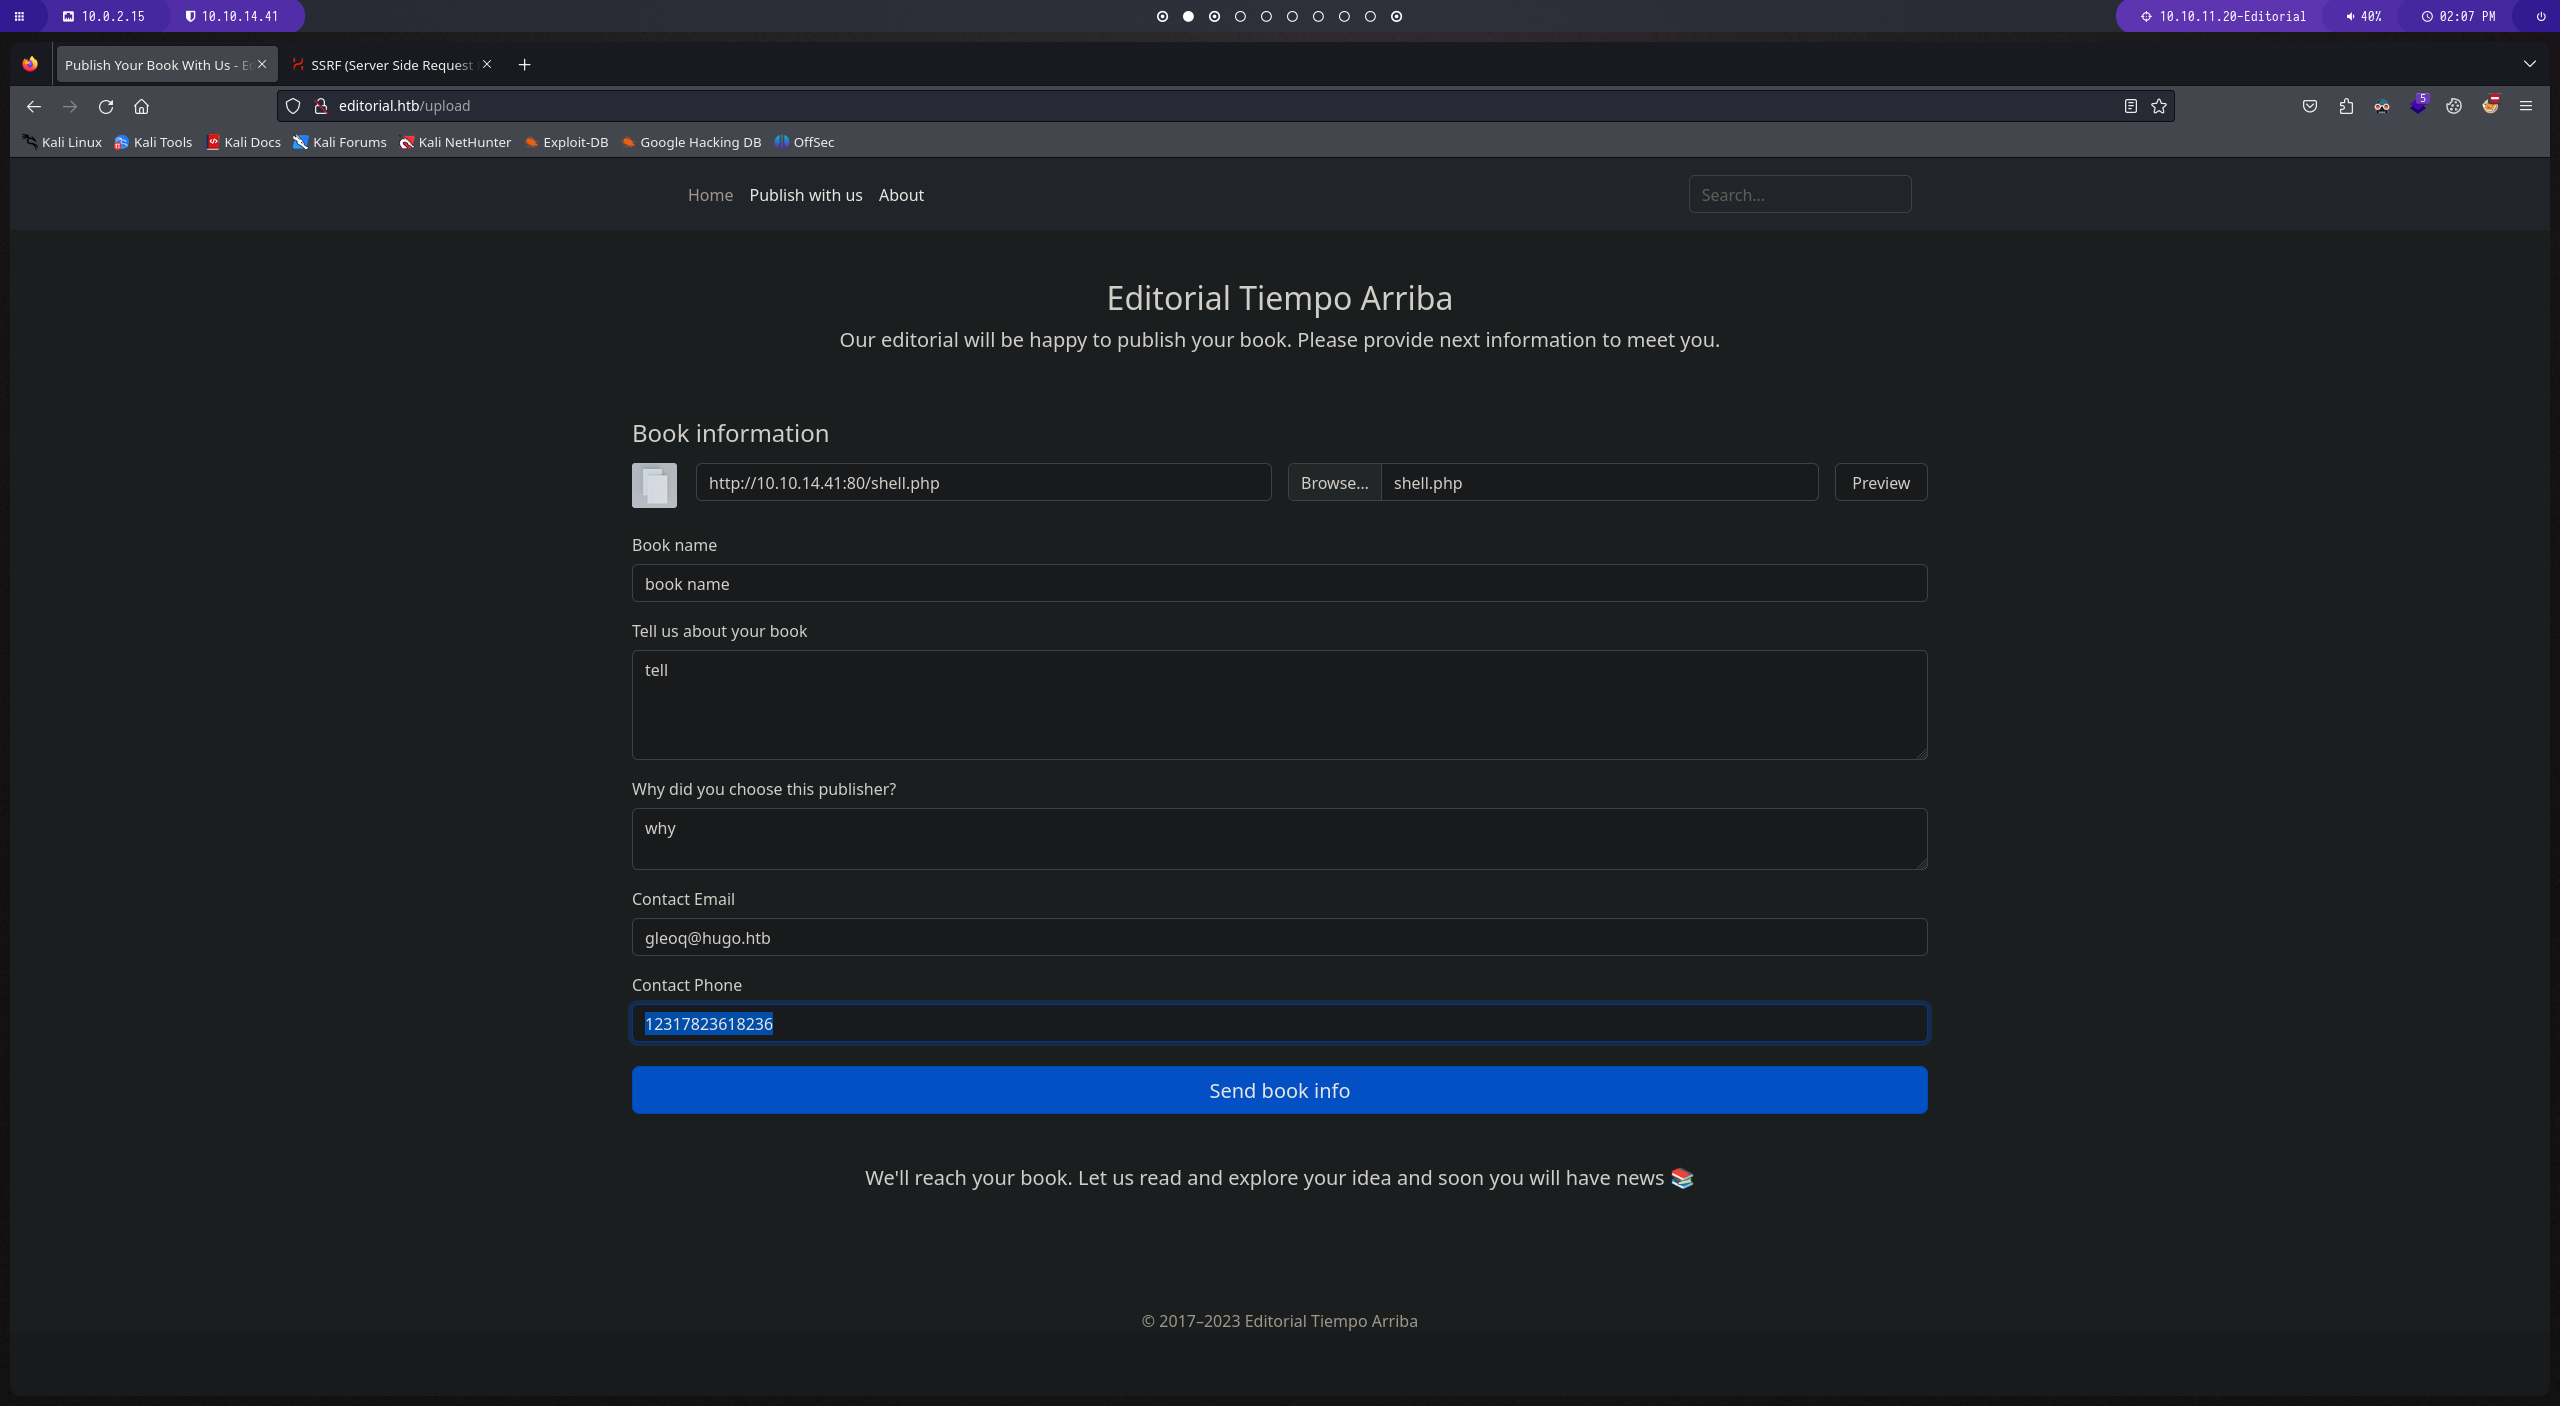 10.0.2.15 10.10.14.41 10.10.11.20-Editorial 40% 02:07 PM
Publish Your Book With Us - Ed SSRF (Server Side Request
editorial.htb/upload 5
Kali Linux Kali Tools Kali Docs Kali Forums Kali NetHunter Exploit-DB Google Hacking DB OffSec
Home Publish with us About Search...
Editorial Tiempo Arriba
Our editorial will be happy to publish your book. Please provide next information to meet you.
Book information
http://10.10.14.41:80/shell.php Browse... shell.php Preview
Book name
book name
Tell us about your book
tell
Why did you choose this publisher?
why
Contact Email
gleoq@hugo.htb
Contact Phone
12317823618236
Send book info
We'll reach your book. Let us read and explore your idea and soon you will have news 📚
© 2017–2023 Editorial Tiempo Arriba